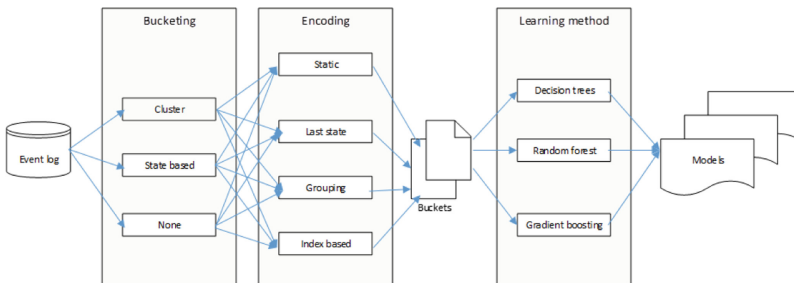 Bucketing
Encoding
Learning method
Event log
Cluster
State based
None
Static
Last state
Grouping
Index based
Buckets
Decision trees
Random forest
Gradient boosting
Models